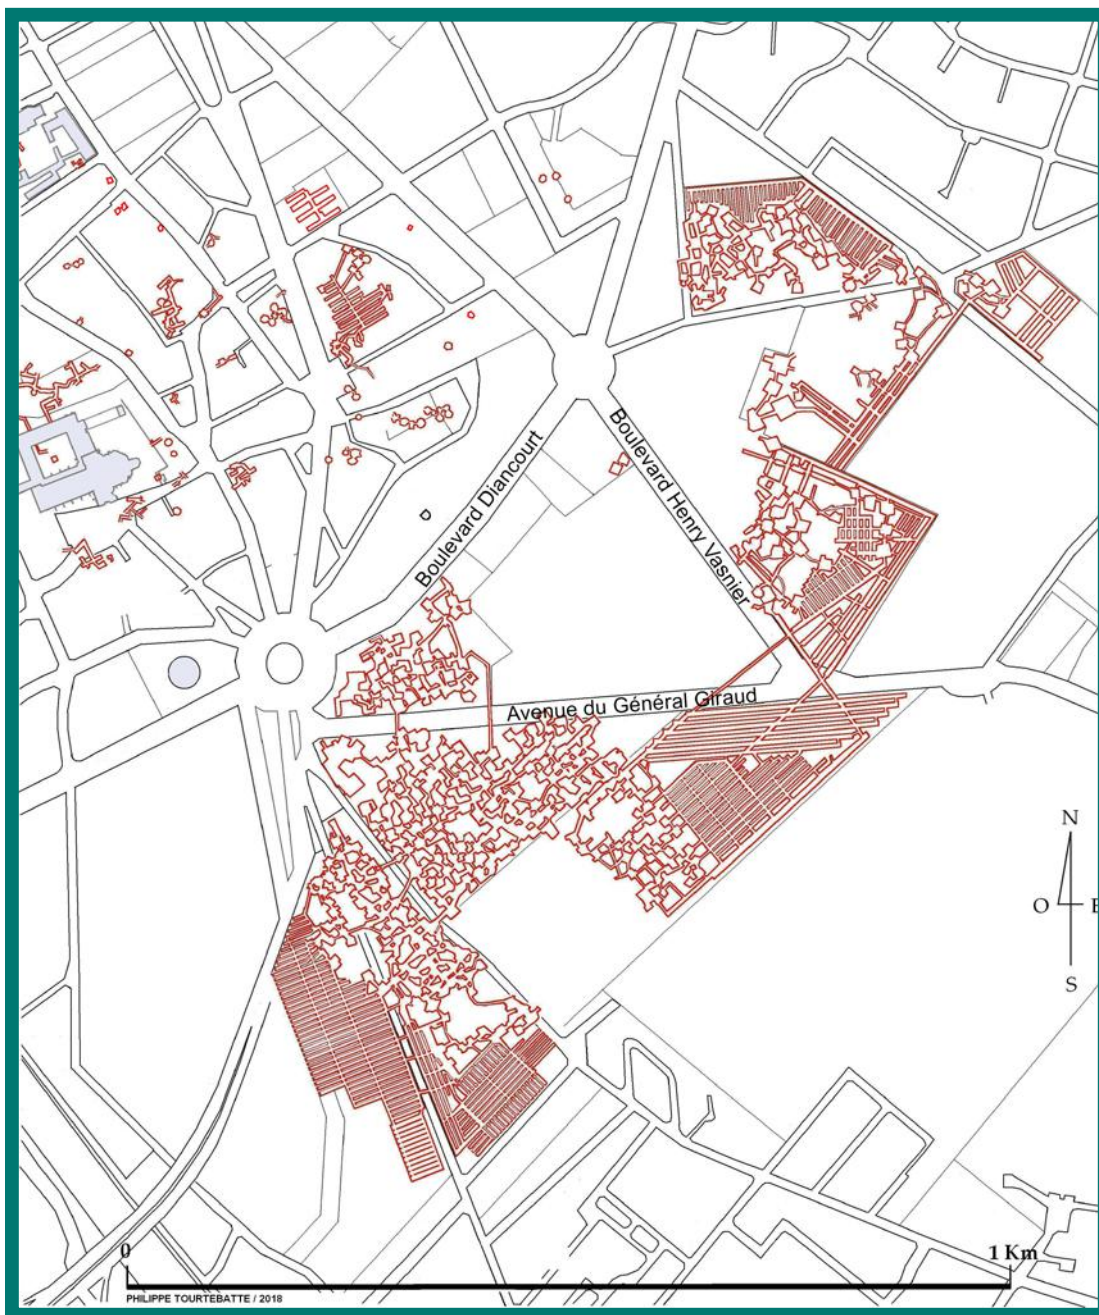 Boulevard Diancourt
Boulevard Henry Vasnier
Avenue du Général Giraud
N
O
E
S
0
1 Km
PHILIPPE TOURTEBATTE / 2018